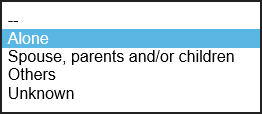 --
Alone
Spouse, parents and/or children
Others
Unknown